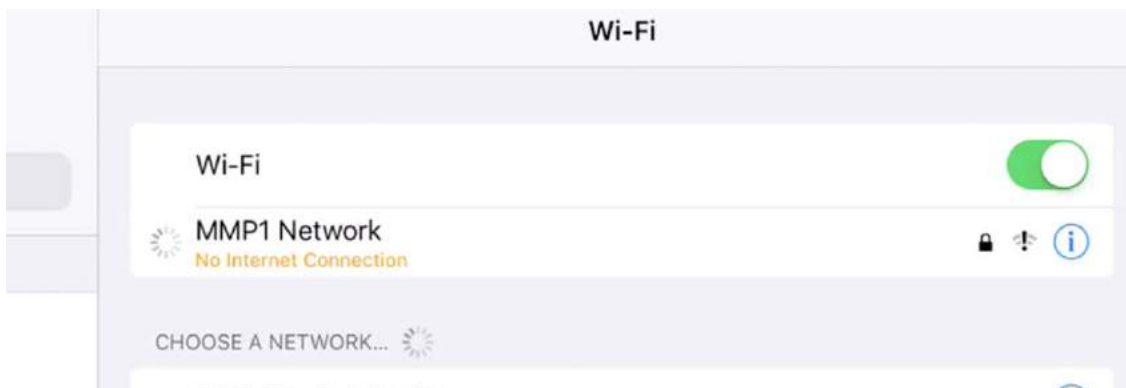 Wi-Fi
Wi-Fi
MMP1 Network
No Internet Connection
CHOOSE A NETWORK...